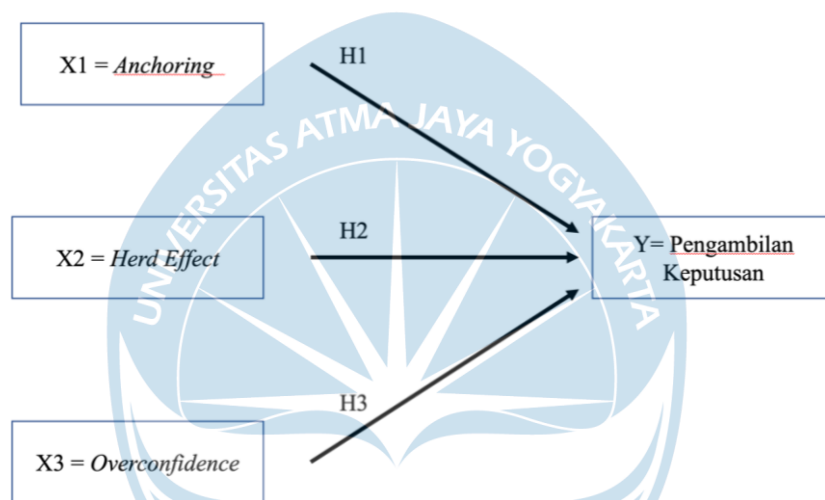 X1 = Anchoring
H1
UNIVERSITAS ATMA JAYA YOGYAKARTA
X2 = Herd Effect
H2
Y= Pengambilan
Keputusan
H3
X3 = Overconfidence